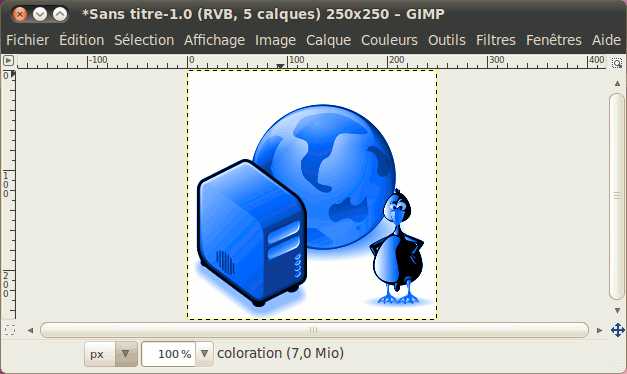 *Sans titre-1.0 (RVB, 5 calques) 250x250 – GIMP
Fichier Édition Sélection Affichage Image Calque Couleurs Outils Filtres Fenêtres Aide
-100 0 100 200 300 400
0
100
200
px 100 % coloration (7,0 Mio)